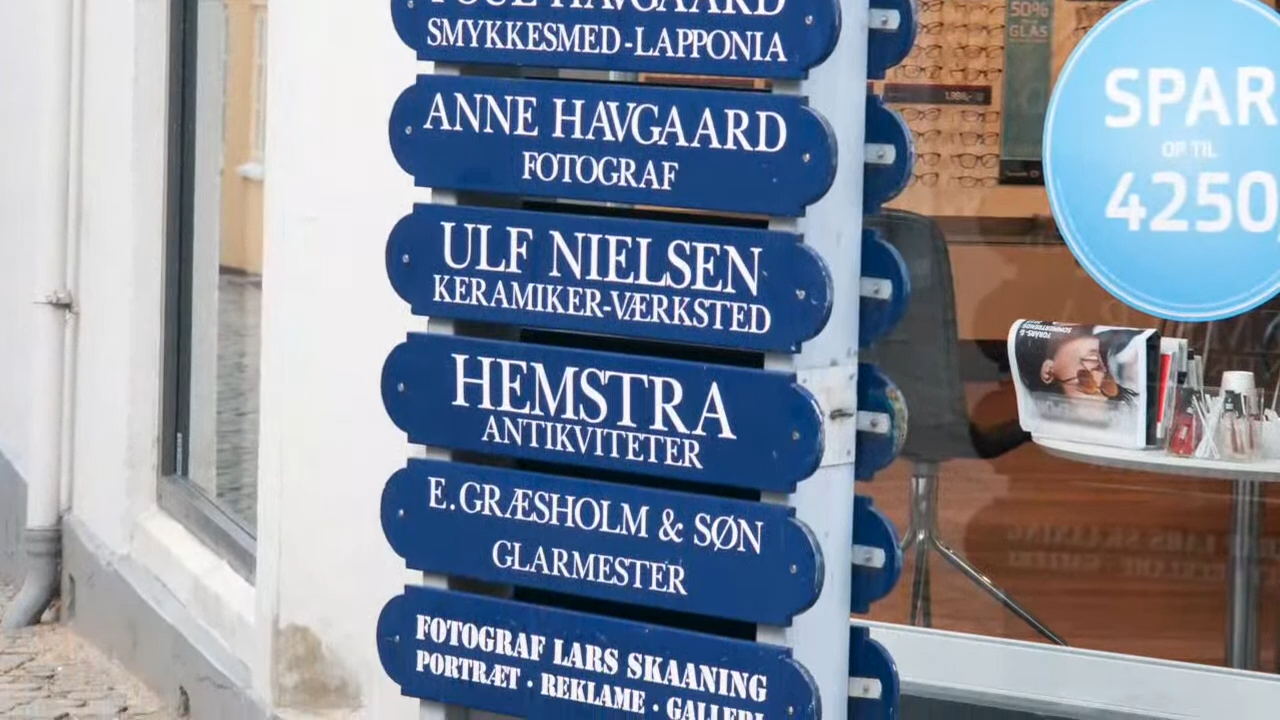 HAVGAARD
SMYKKESMED-LAPPONIA
ANNE HAVGAARD
FOTOGRAF
ULF NIELSEN
KERAMIKER-VÆRKSTED
HEMSTRA
ANTIKVITETER
E.GRÆSHOLM & SØN
GLARMESTER
FOTOGRAF LARS SKAANING
PORTRÆT · REKLAME · GALLERI
50%
GLAS
SPAR
OP TIL
4250,